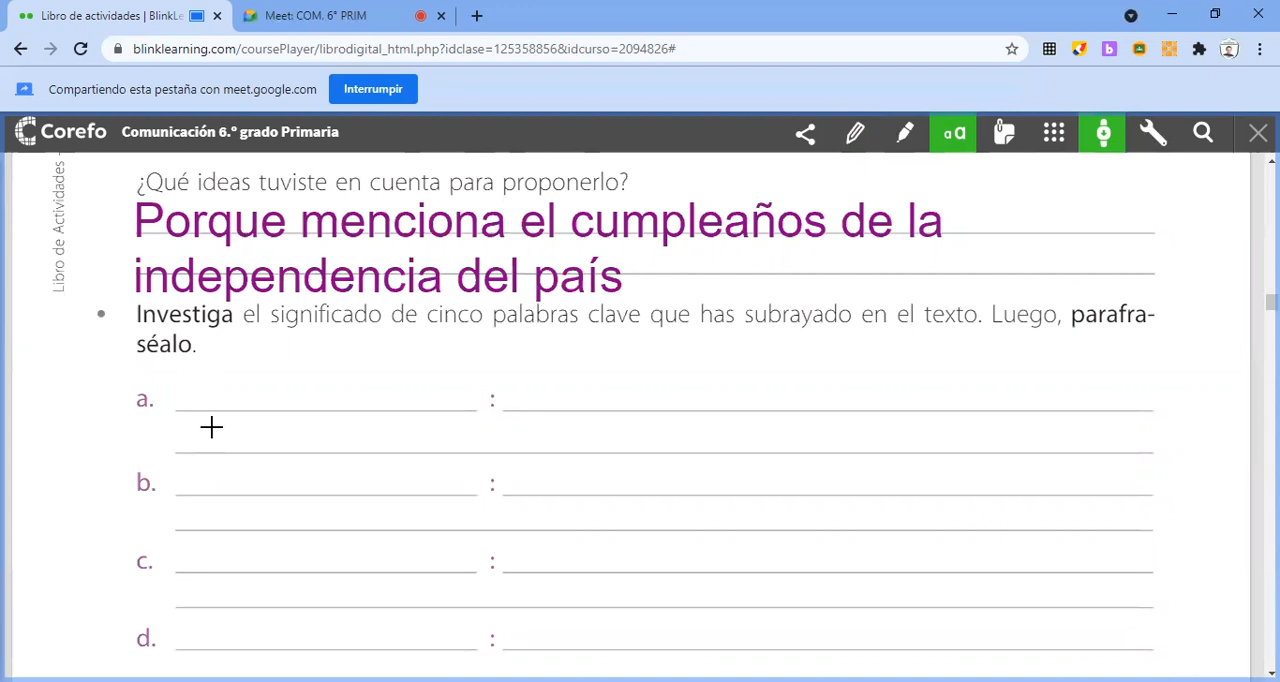 Libro de actividades | BlinkLe
Meet: COM. 6° PRIM
blinklearning.com/coursePlayer/librodigital_html.php?idclase=125358856&idcurso=2094826#
Compartiendo esta pestaña con meet.google.com
Interrumpir
Corefo
Comunicación 6.º grado Primaria
a A
Libro de Actividades -
¿Qué ideas tuviste en cuenta para proponerlo?
Porque menciona el cumpleaños de la
independencia del país
• Investiga el significado de cinco palabras clave que has subrayado en el texto. Luego, parafra-
séalo.
a. :
b. :
c. :
d. :